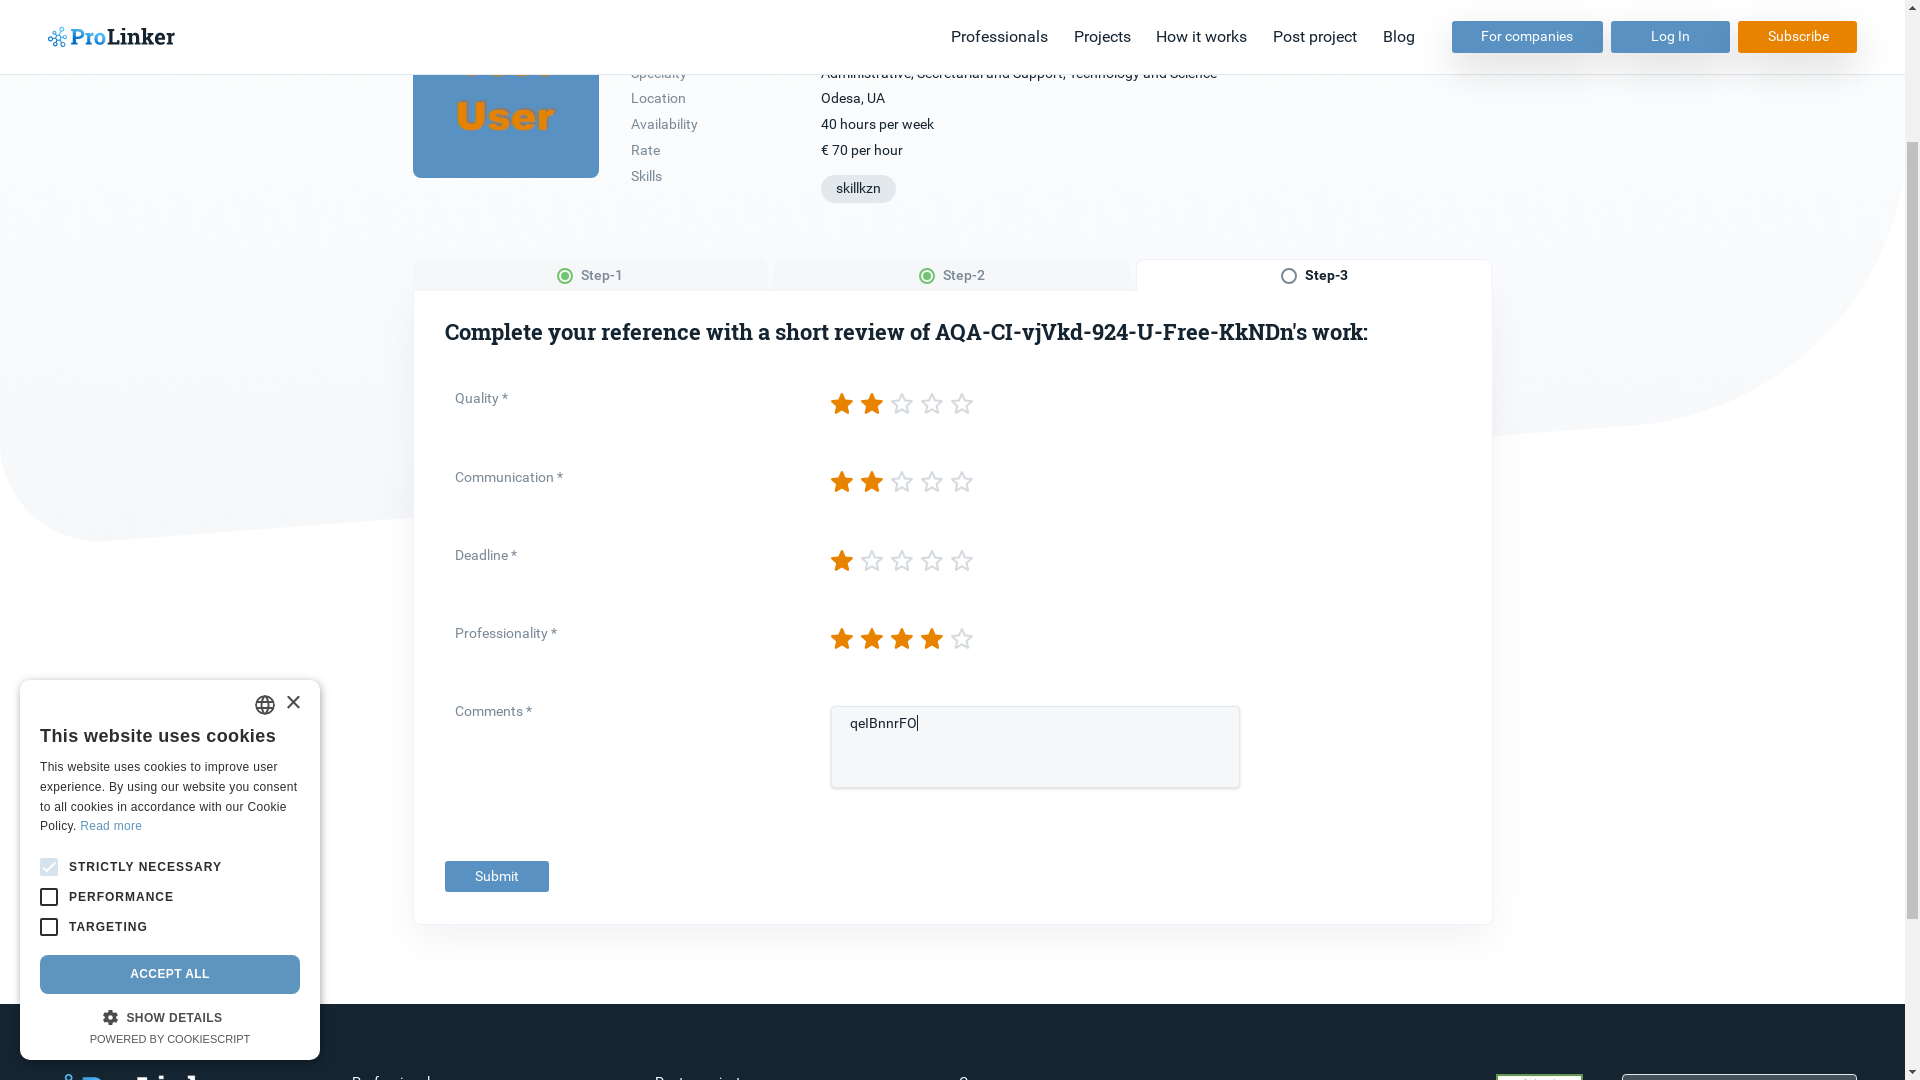 ProLinker
Professionals
Projects
How it works
Post project
Blog
For companies
Log In
Subscribe
User
Specialty
Administrative, Secretarial and Support, Technology and Science
Location
Odesa, UA
Availability
40 hours per week
Rate
€ 70 per hour
Skills
skillkzn
Step-1
Step-2
Step-3
Complete your reference with a short review of AQA-CI-vjVkd-924-U-Free-KkNDn's work:
Quality *
Communication *
Deadline *
Professionality *
Comments *
qeIBnnrFO
Submit
This website uses cookies
This website uses cookies to improve user
experience. By using our website you consent
to all cookies in accordance with our Cookie
Policy. Read more
STRICTLY NECESSARY
PERFORMANCE
TARGETING
ACCEPT ALL
SHOW DETAILS
POWERED BY COOKIESCRIPT